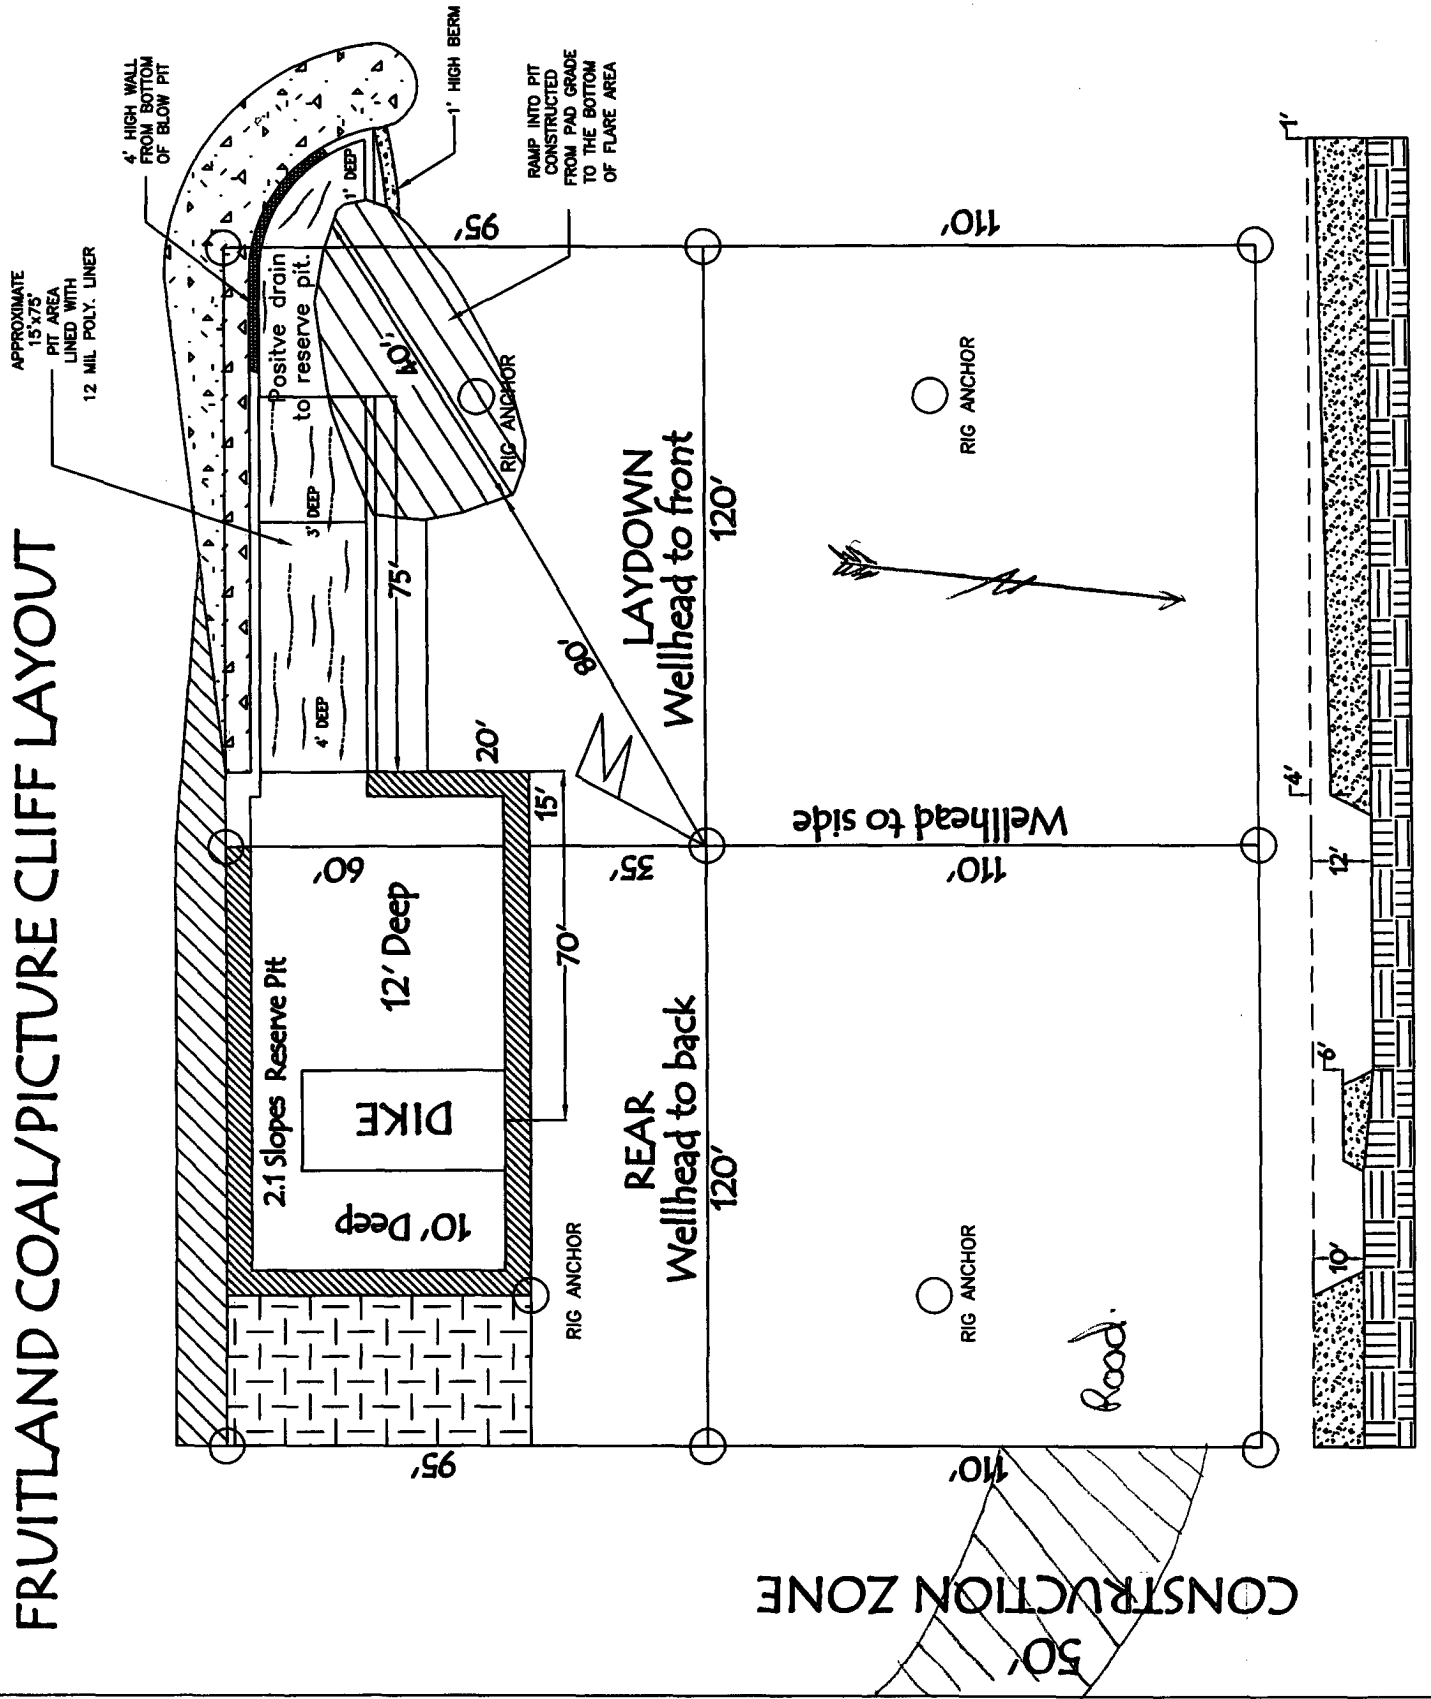 FRUITLAND COAL/PICTURE CLIFF LAYOUT
APPROXIMATE
15'x75'
PIT AREA
LINED WITH
12 MIL POLY. LINER
4' HIGH WALL
FROM BOTTOM
OF BLOW PIT
1' HIGH BERM
RAMP INTO PIT
CONSTRUCTED
FROM PAD GRADE
TO THE BOTTOM
OF FLARE AREA
1' DEEP
Positve drain
to reserve pit.
3' DEEP
4' DEEP
40'
RIG ANCHOR
75'
80'
20'
15'
95'
60'
35'
70'
2.1 Slopes Reserve Pit
12' Deep
DIKE
10' Deep
RIG ANCHOR
95'
REAR
Wellhead to back
120'
LAYDOWN
Wellhead to front
120'
Wellhead to side
110'
110'
110'
RIG ANCHOR
RIG ANCHOR
N
Road.
CONSTRUCTION ZONE
50'
1'
4'
12'
6'
10'